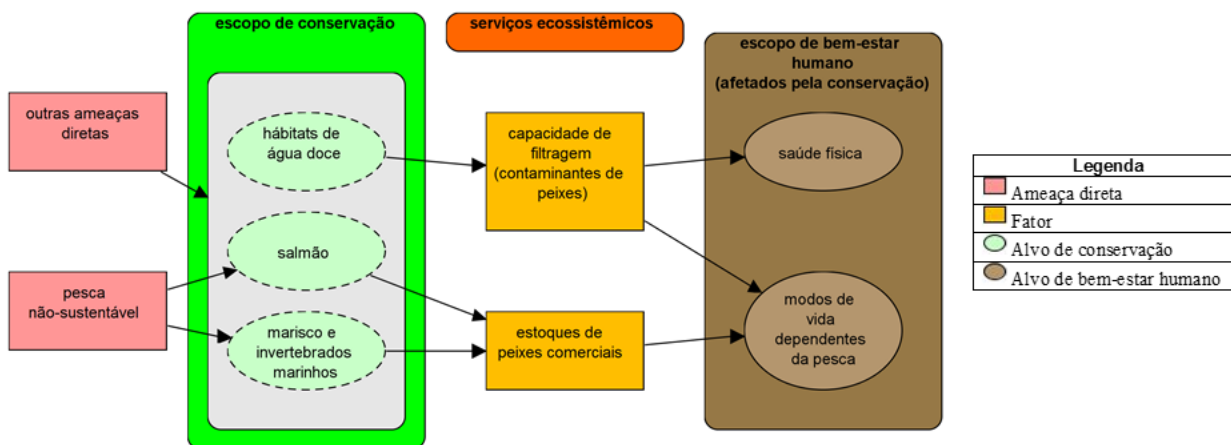 escopo de conservação
serviços ecossistêmicos
escopo de bem-estar
humano
(afetados pela conservação)
outras ameaças
diretas
hábitats de
água doce
capacidade de
filtragem
(contaminantes de
peixes)
saúde física
salmão
pesca
não-sustentável
marisco e
invertebrados
marinhos
estoques de
peixes comerciais
modos de
vida
dependentes
da pesca
Legenda
Ameaça direta
Fator
Alvo de conservação
Alvo de bem-estar humano